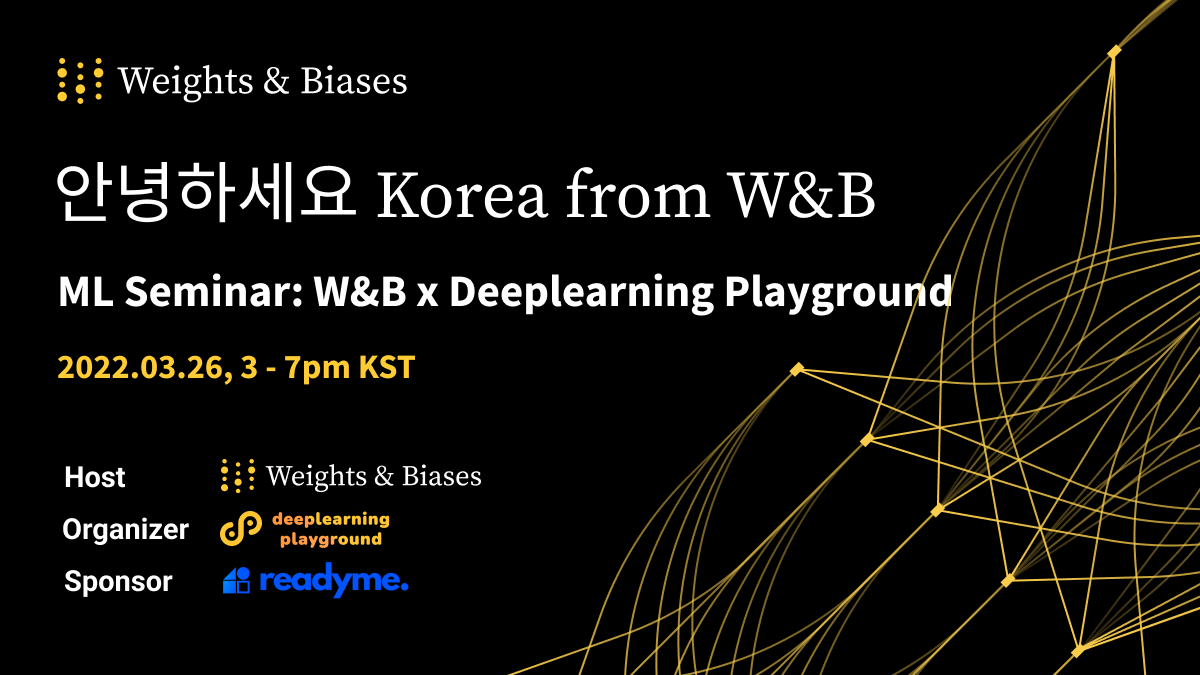 Weights & Biases
안녕하세요 Korea from W&B
ML Seminar: W&B x Deeplearning Playground
2022.03.26, 3 - 7pm KST
Host Weights & Biases
Organizer deeplearning
playground
Sponsor readyme.